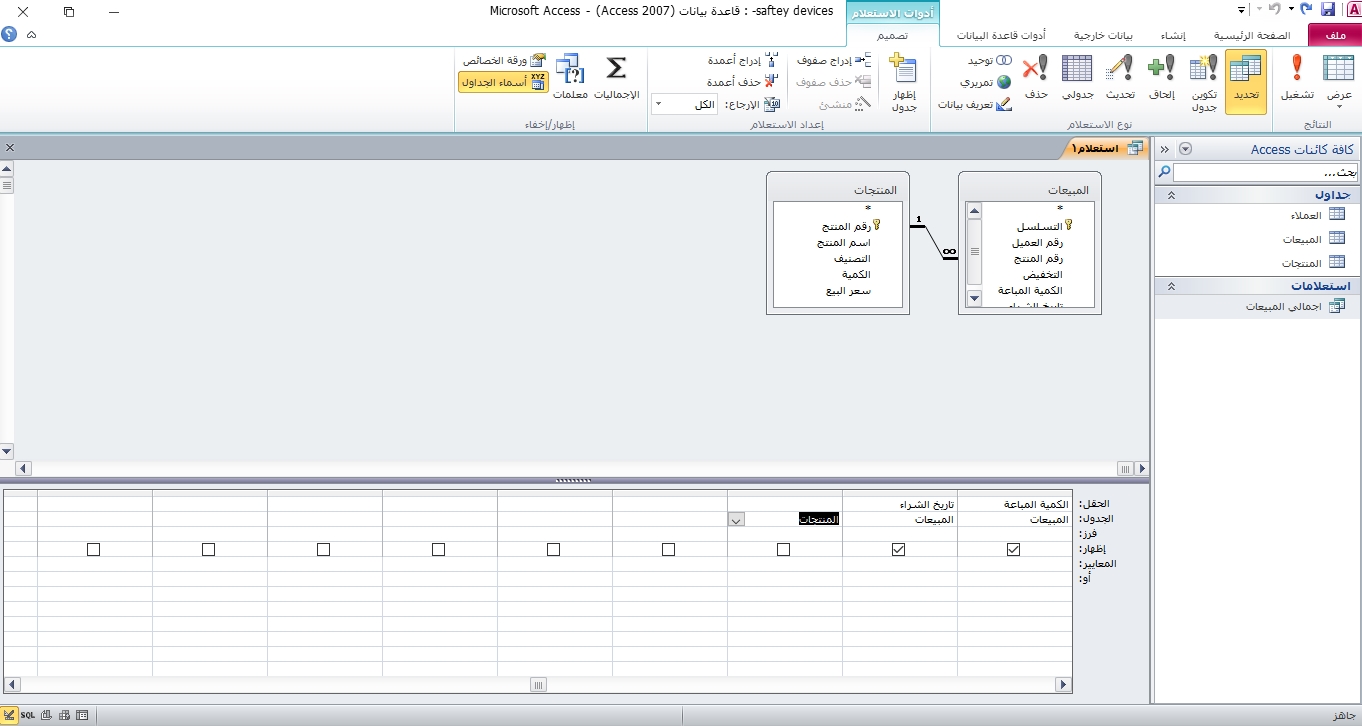 saftey devices- : قاعدة بيانات (Access 2007) - Microsoft Access
أدوات الاستعلام
ملف
الصفحة الرئيسية
إنشاء
بيانات خارجية
أدوات قاعدة البيانات
تصميم
عرض
تشغيل
النتائج
تحديد
تكوين جدول
إلحاق
تحديث
جدولي
حذف
توحيد
تمريري
تعريف بيانات
نوع الاستعلام
إظهار جدول
إدراج صفوف
حذف صفوف
منشئ
إدراج أعمدة
حذف أعمدة
الإرجاع: الكل
إعداد الاستعلام
الإجماليات
معلمات
ورقة الخصائص
أسماء الجداول
إظهار/إخفاء
كافة كائنات Access
بحث...
جداول
العملاء
المبيعات
المنتجات
استعلامات
اجمالي المبيعات
استعلام١
المبيعات
*
التسلسل
رقم العميل
رقم المنتج
التخفيض
الكمية المباعة
تاريخ الشراء
1
∞
المنتجات
*
رقم المنتج
اسم المنتج
التصنيف
الكمية
سعر البيع
الحقل: الكمية المباعة تاريخ الشراء
الجدول: المبيعات المبيعات المنتجات
فرز:
إظهار:
المعايير:
أو:
جاهز
SQL